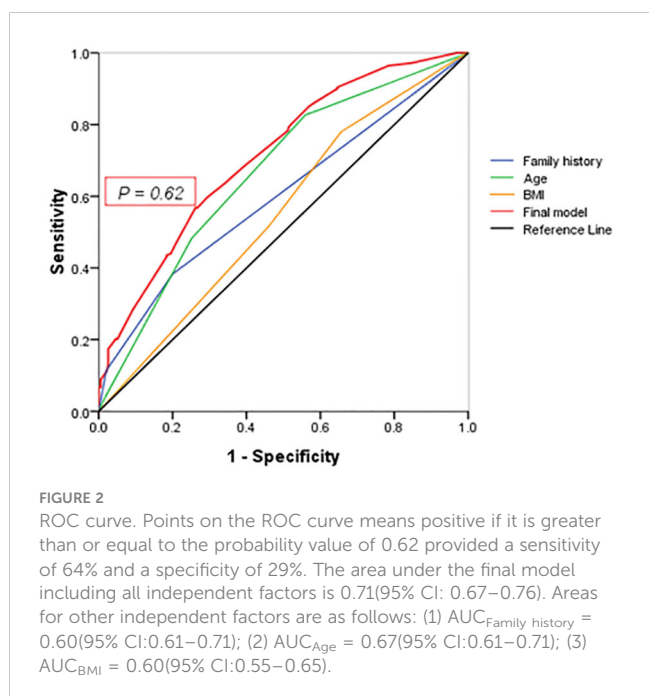 1.0
0.8
0.6
0.4
0.2
0.0
Sensitivity
P = 0.62
0.0 0.2 0.4 0.6 0.8 1.0
1 - Specificity
Family history
Age
BMI
Final model
Reference Line
FIGURE 2
ROC curve. Points on the ROC curve means positive if it is greater
than or equal to the probability value of 0.62 provided a sensitivity
of 64% and a specificity of 29%. The area under the final model
including all independent factors is 0.71(95% CI: 0.67–0.76). Areas
for other independent factors are as follows: (1) AUCFamily history =
0.60(95% CI:0.61–0.71); (2) AUCAge = 0.67(95% CI:0.61–0.71); (3)
AUCBMI = 0.60(95% CI:0.55–0.65).